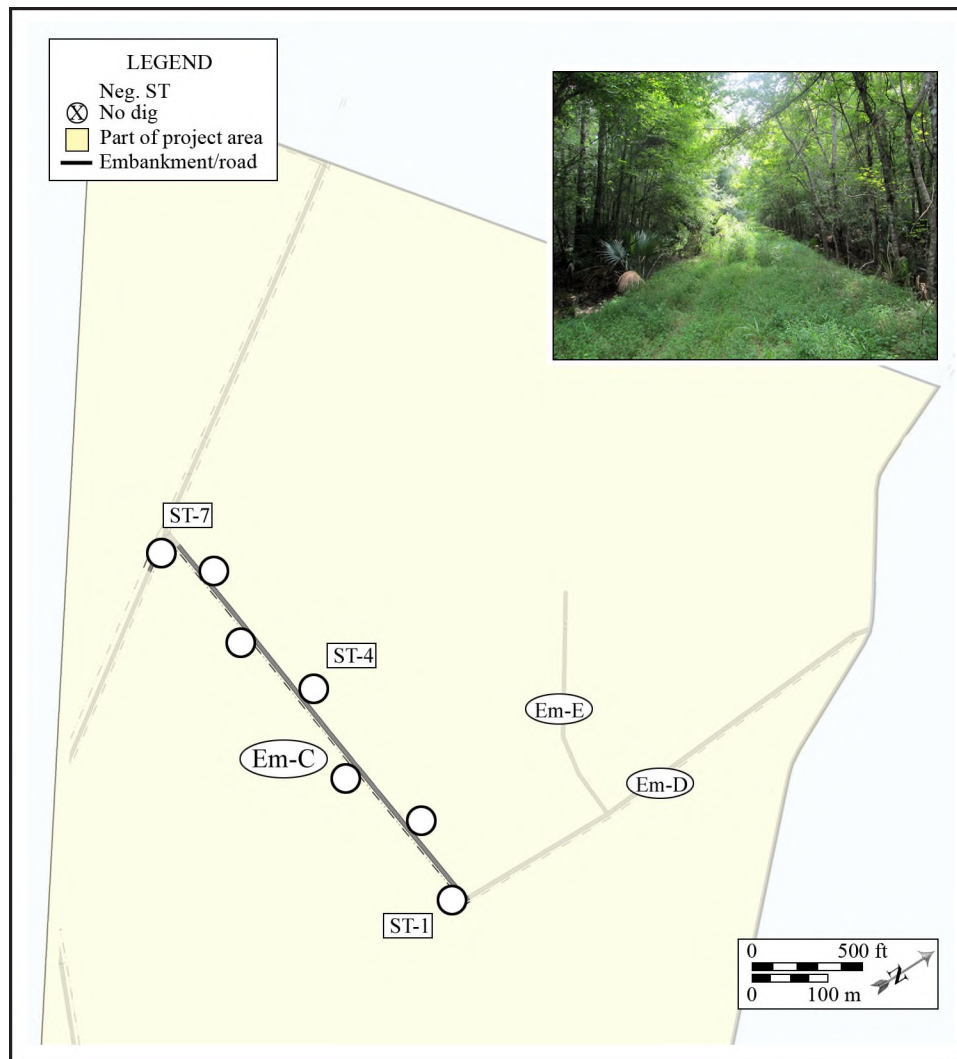 LEGEND
Neg. ST
No dig
Part of project area
Embankment/road
ST-7
ST-4
Em-C
Em-E
Em-D
ST-1
0 500 ft
0 100 m
N